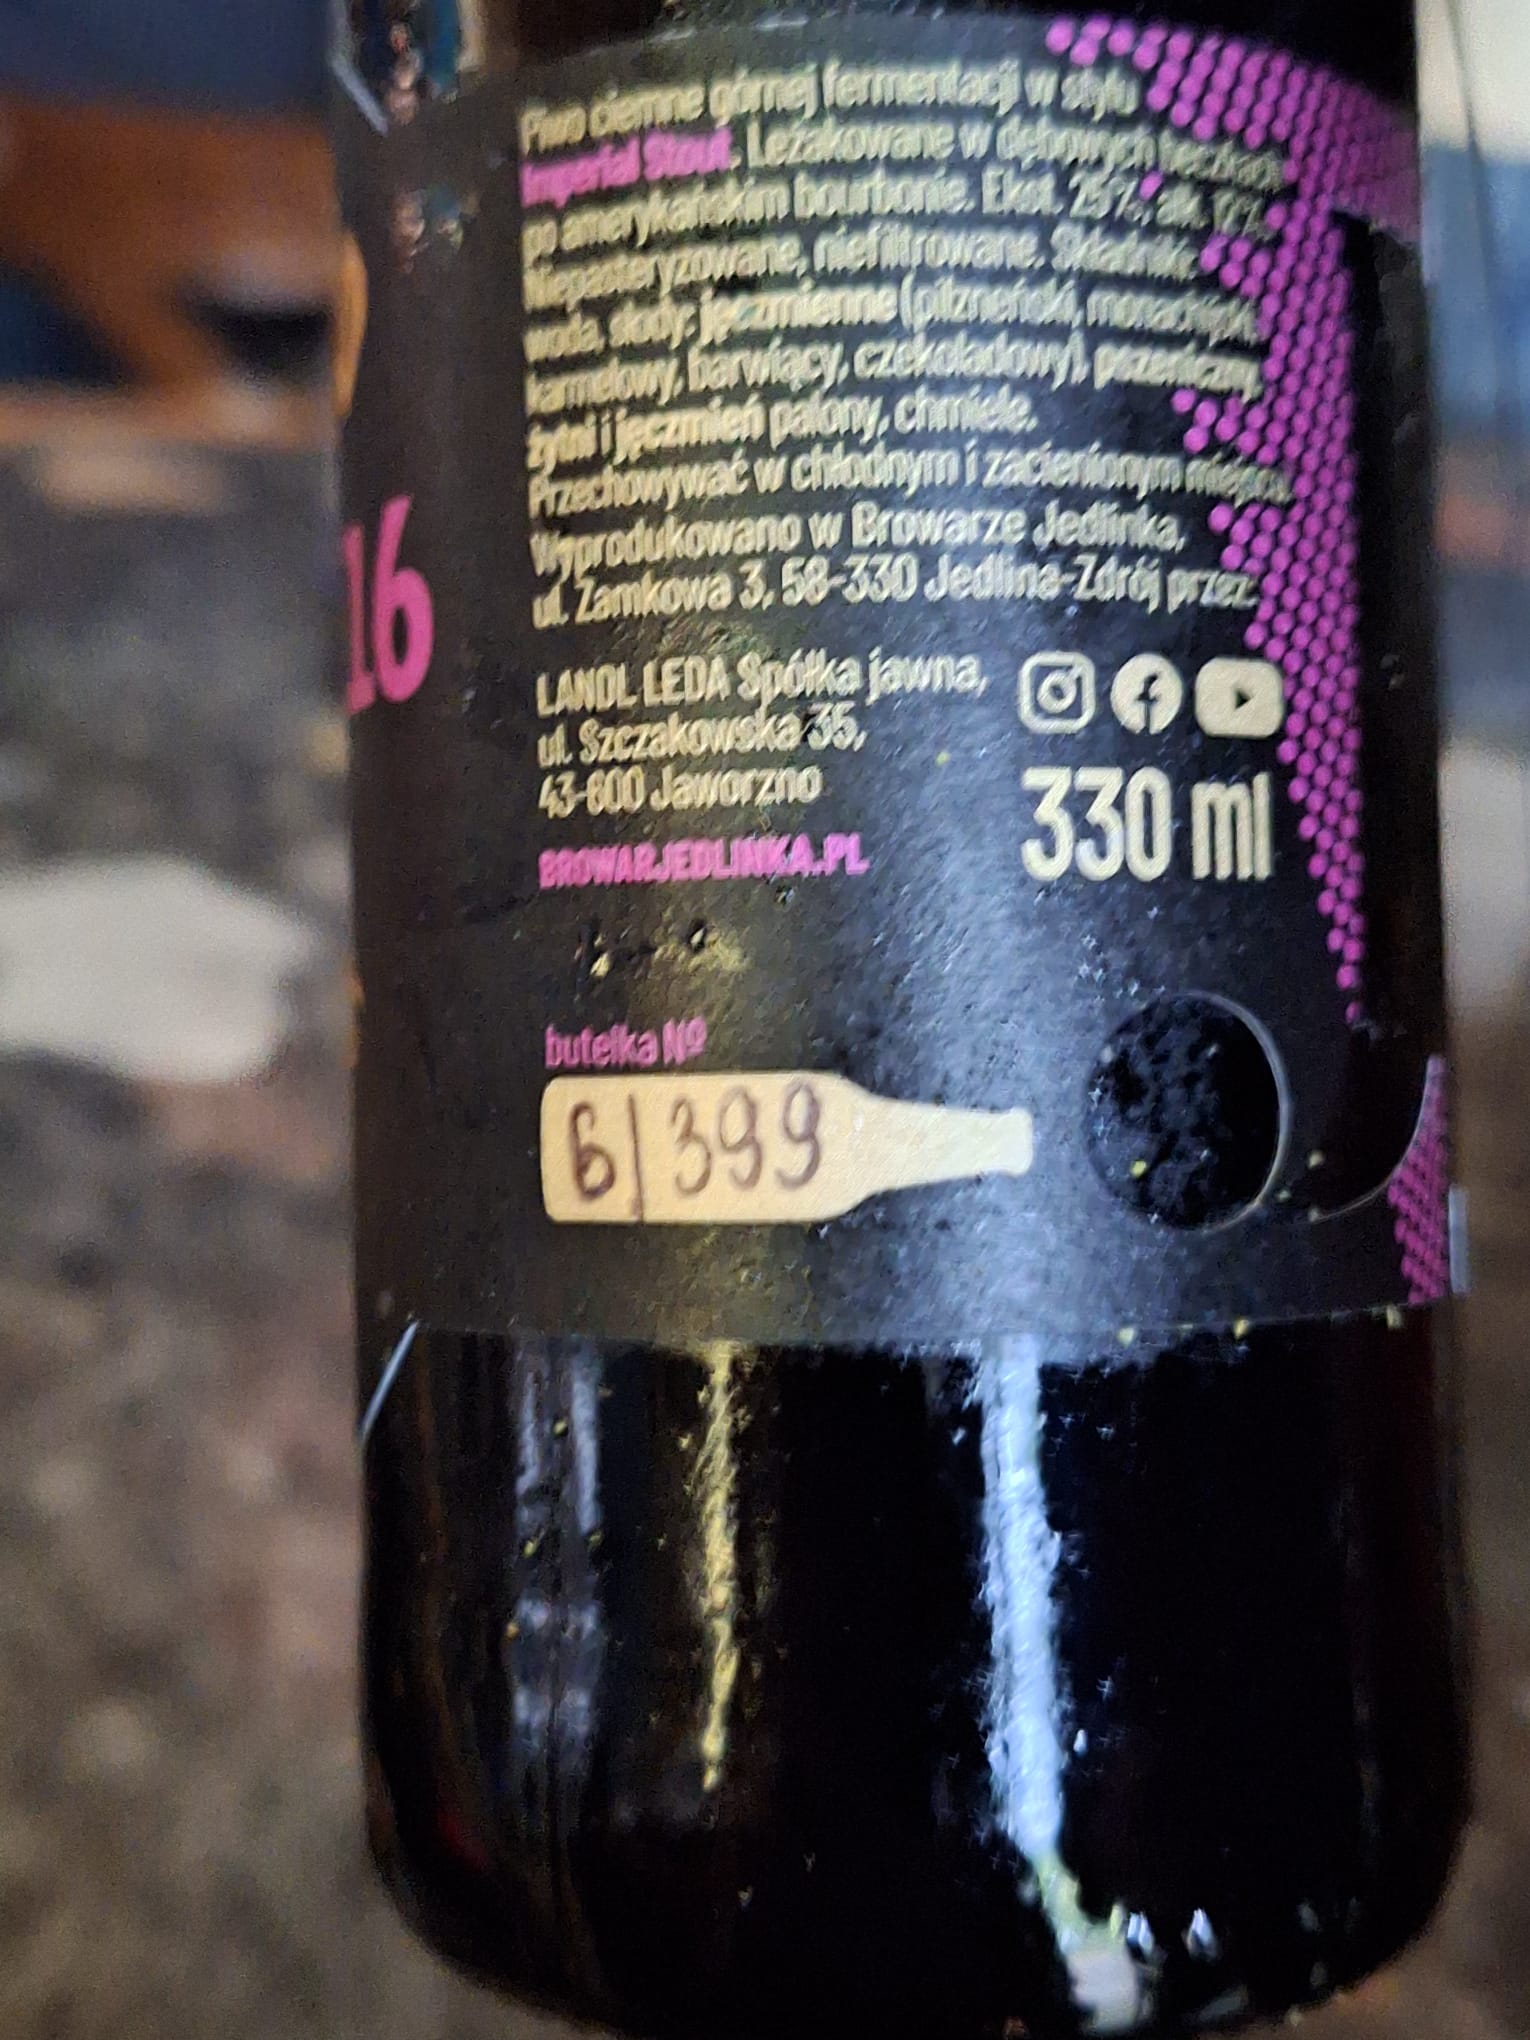 Piwo ciemne górnej fermentacji w stylu
Imperial Stout. Leżakowane w dębowych beczkach
po amerykańskim bourbonie. Ekst. 25%, alk.
Niepasteryzowane, niefiltrowane. Składniki:
woda, słody: jęczmienne (pilzneński, monachijski,
karmelowy, barwiący, czekoladowy), pszeniczny,
żytni i jęczmień palony, chmiele.
Przechowywać w chłodnym i zacienionym miejscu.
Wyprodukowano w Browarze Jedlinka,
ul. Zamkowa 3, 58-330 Jedlina-Zdrój przez:
16
LANDL LEDA Spółka jawna,
ul. Szczakowska 35,
43-600 Jaworzno
BROWARJEDLINKA.PL
330 ml
butelka Nº
6/399